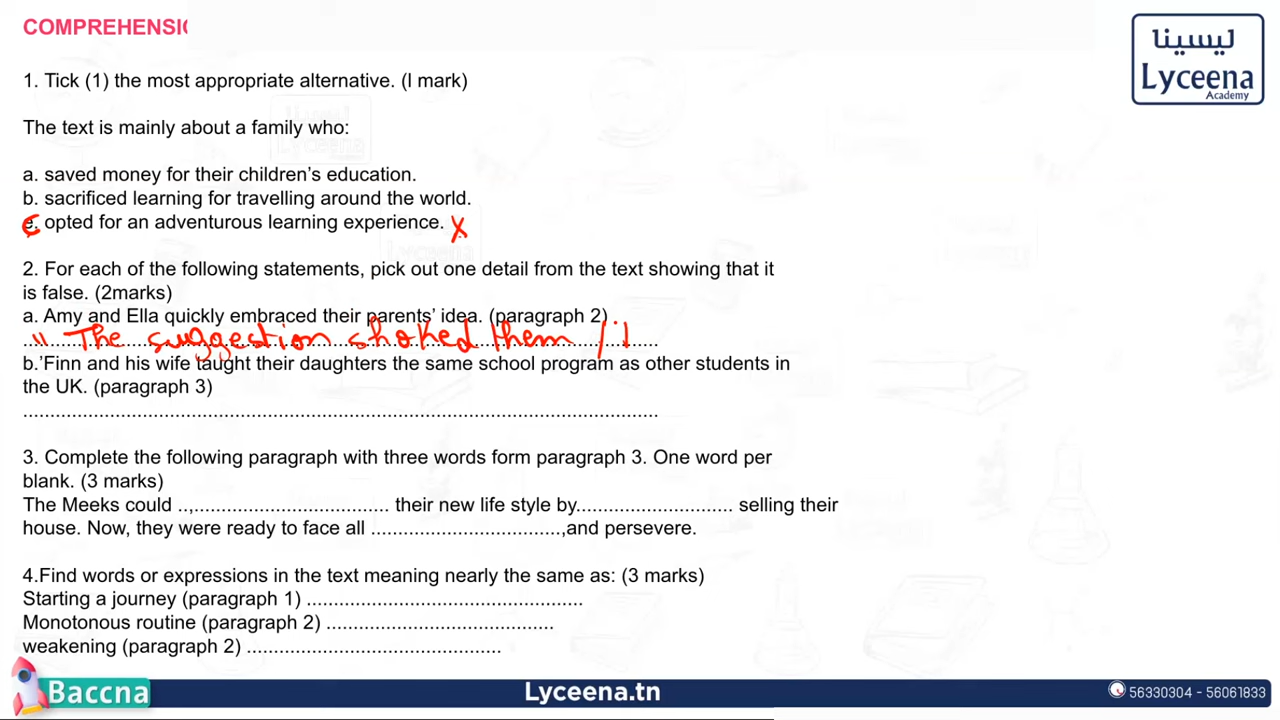 COMPREHENSIO
ليسينا
Lyceena
Academy
1. Tick (1) the most appropriate alternative. (I mark)
The text is mainly about a family who:
a. saved money for their children's education.
b. sacrificed learning for travelling around the world.
c. opted for an adventurous learning experience. X
2. For each of the following statements, pick out one detail from the text showing that it
is false. (2marks)
a. Amy and Ella quickly embraced their parents' idea. (paragraph 2)
" The suggestion shoked them
b.'Finn and his wife taught their daughters the same school program as other students in
the UK. (paragraph 3)
................................................................................................................
3. Complete the following paragraph with three words form paragraph 3. One word per
blank. (3 marks)
The Meeks could ..,.................................... their new life style by............................ selling their
house. Now, they were ready to face all ...................................,and persevere.
4.Find words or expressions in the text meaning nearly the same as: (3 marks)
Starting a journey (paragraph 1) ..................................................
Monotonous routine (paragraph 2) .........................................
weakening (paragraph 2) ..............................................
Baccna
Lyceena.tn
56330304 - 56061833